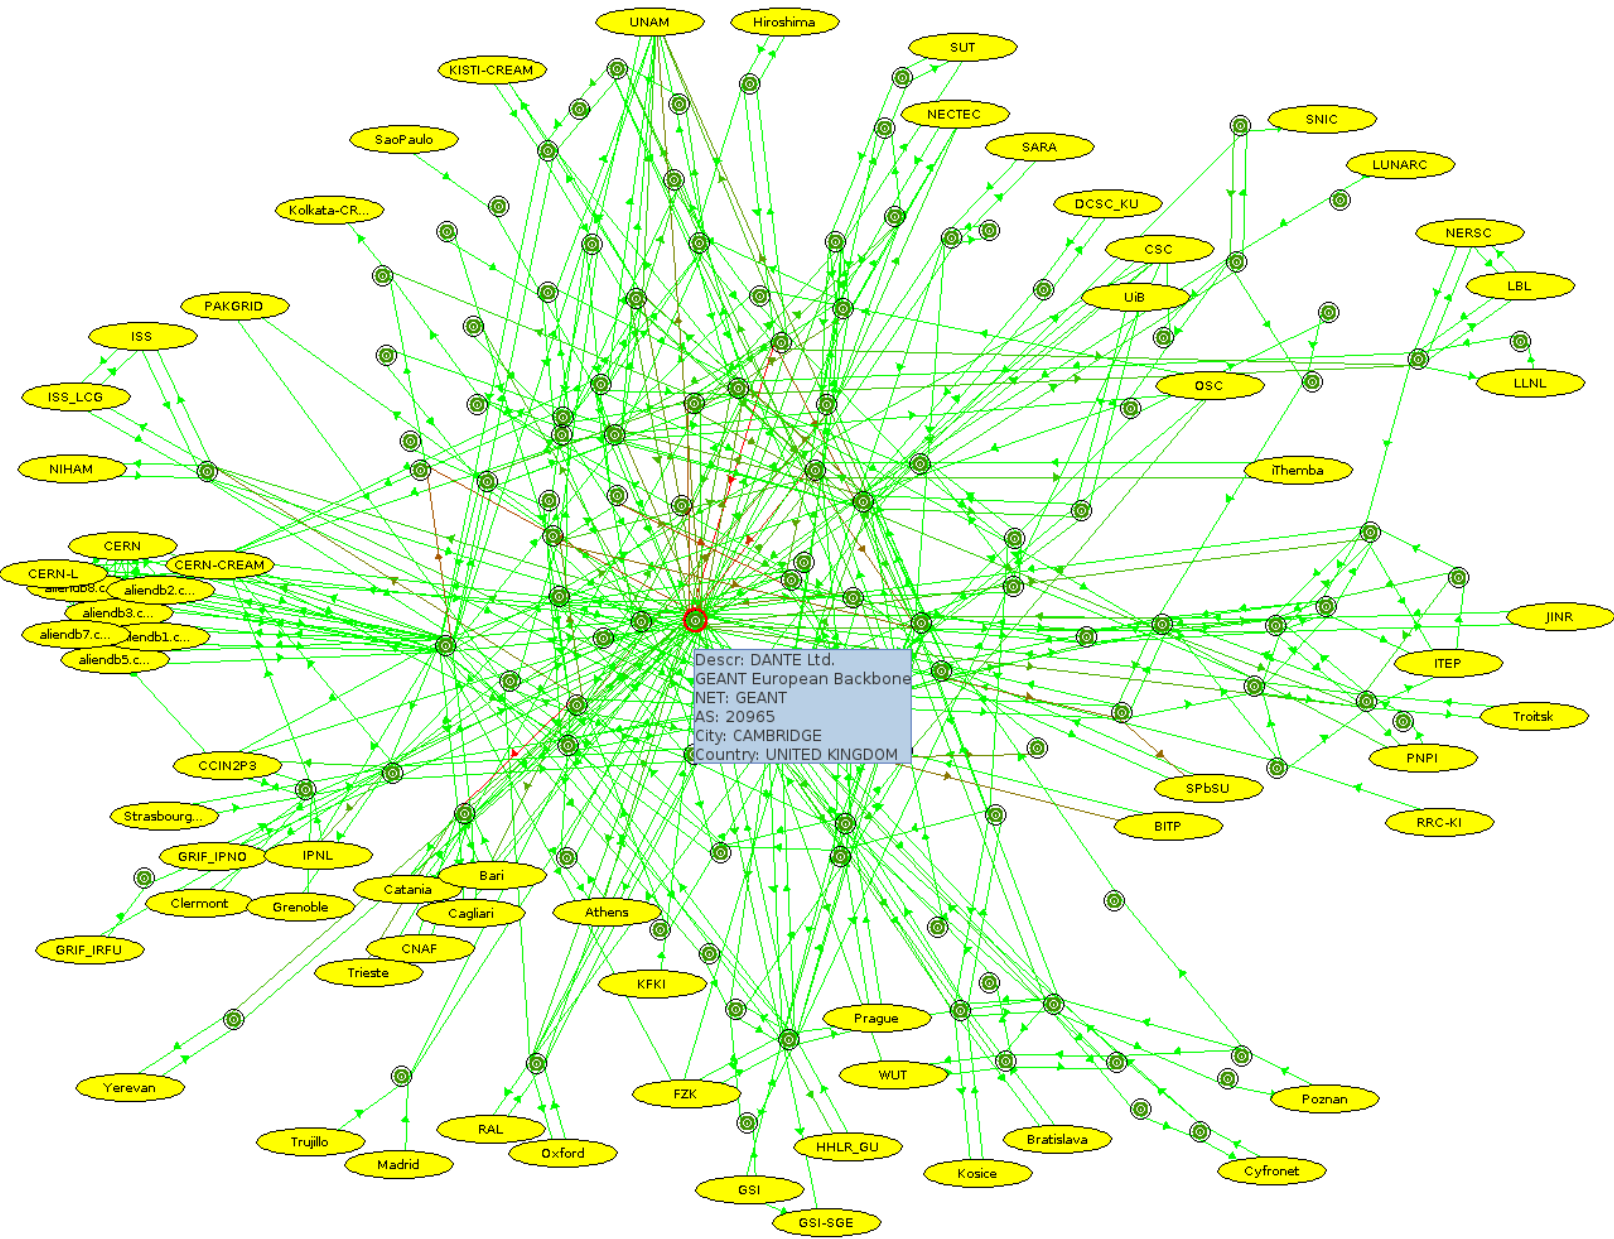 UNAM
Hiroshima
SUT
KISTI-CREAM
NECTEC
SNIC
SaoPaulo
SARA
LUNARC
DCSC_KU
Kolkata-CR...
NERSC
CSC
LBL
UiB
PAKGRID
ISS
LLNL
OSC
ISS_LCG
NIHAM
iThemba
CERN
CERN-CREAM
CERN-L
aliendb8.c...
aliendb2.c...
aliendb3.c...
JINR
aliendb7.c...
liendb1.c...
aliendb5.c...
ITEP
Descr: DANTE Ltd.
GEANT European Backbone
NET: GEANT
AS: 20965
City: CAMBRIDGE
Country: UNITED KINGDOM
Troitsk
PNPI
CCIN2P3
SPbSU
Strasbourg...
RRC-KI
BITP
GRIF_IPNO
IPNL
Bari
Catania
Clermont
Grenoble
Cagliari
Athens
GRIF_IRFU
CNAF
Trieste
KFKI
Prague
WUT
Yerevan
FZK
Poznan
RAL
Trujillo
Bratislava
HHLR_GU
Oxford
Madrid
Kosice
Cyfronet
GSI
GSI-SGE